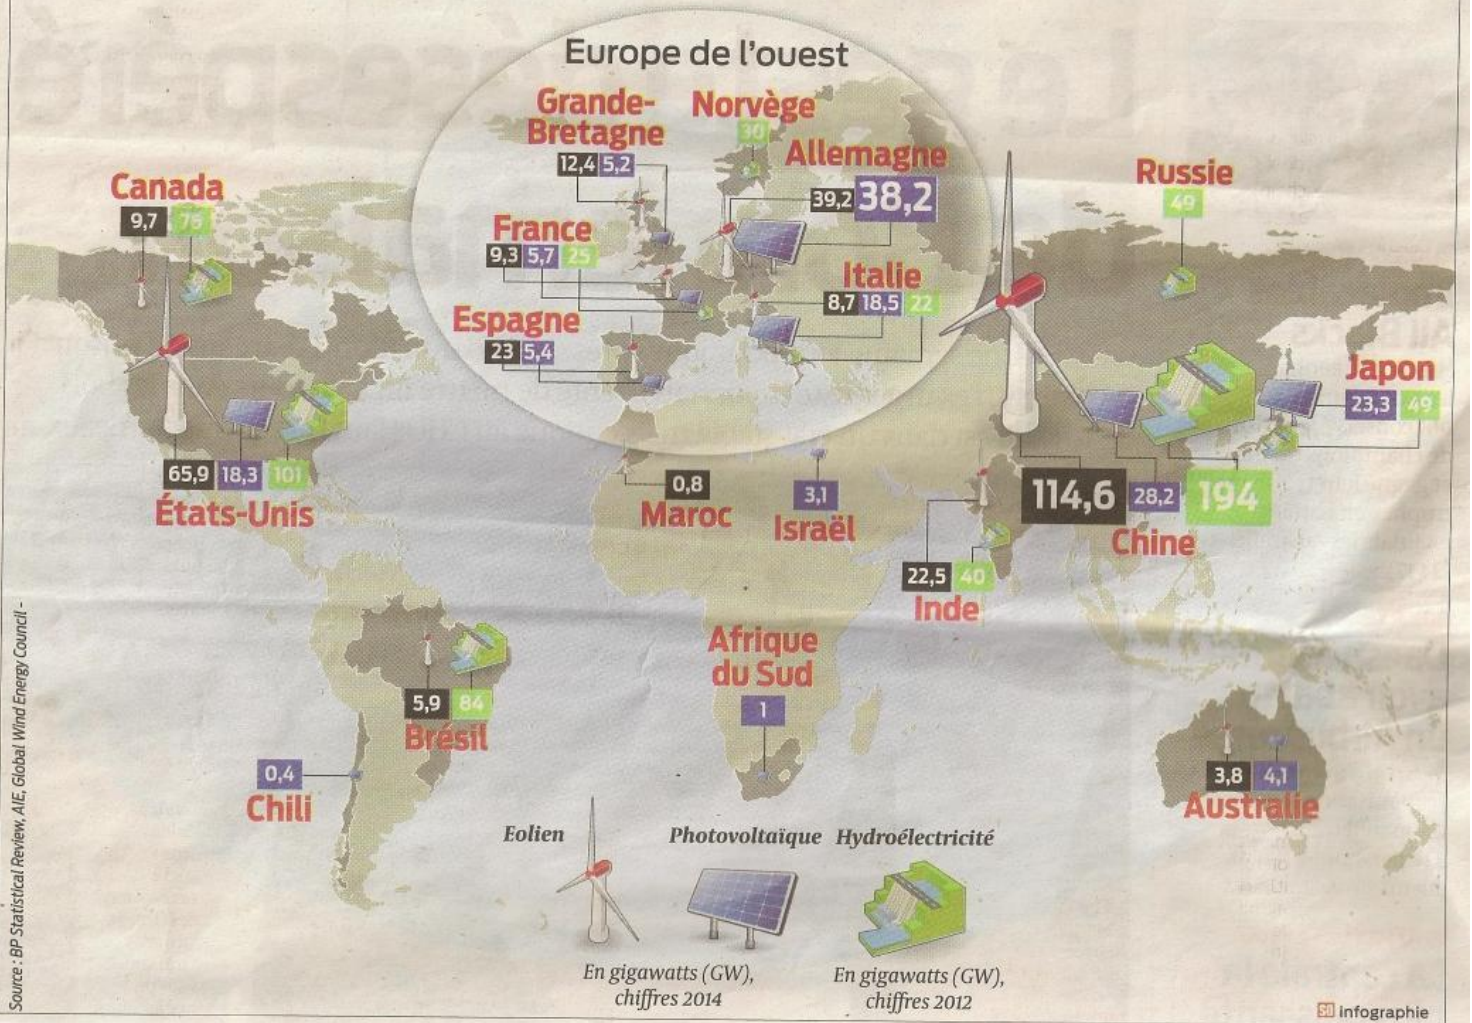 Europe de l'ouest
Grande-
Bretagne
12,4 5,2
Norvège
30
Allemagne
39,2 38,2
France
9,3 5,7 25
Italie
8,7 18,5 22
Espagne
23 5,4
Canada
9,7 76
Russie
49
Japon
23,3 49
65,9 18,3 101
États-Unis
0,8
Maroc
3,1
Israël
114,6 28,2 194
Chine
22,5 40
Inde
Afrique
du Sud
1
5,9 84
Brésil
0,4
Chili
3,8 4,1
Australie
Eolien
Photovoltaïque
Hydroélectricité
En gigawatts (GW),
chiffres 2014
En gigawatts (GW),
chiffres 2012
Source : BP Statistical Review, AIE, Global Wind Energy Council -
infographie